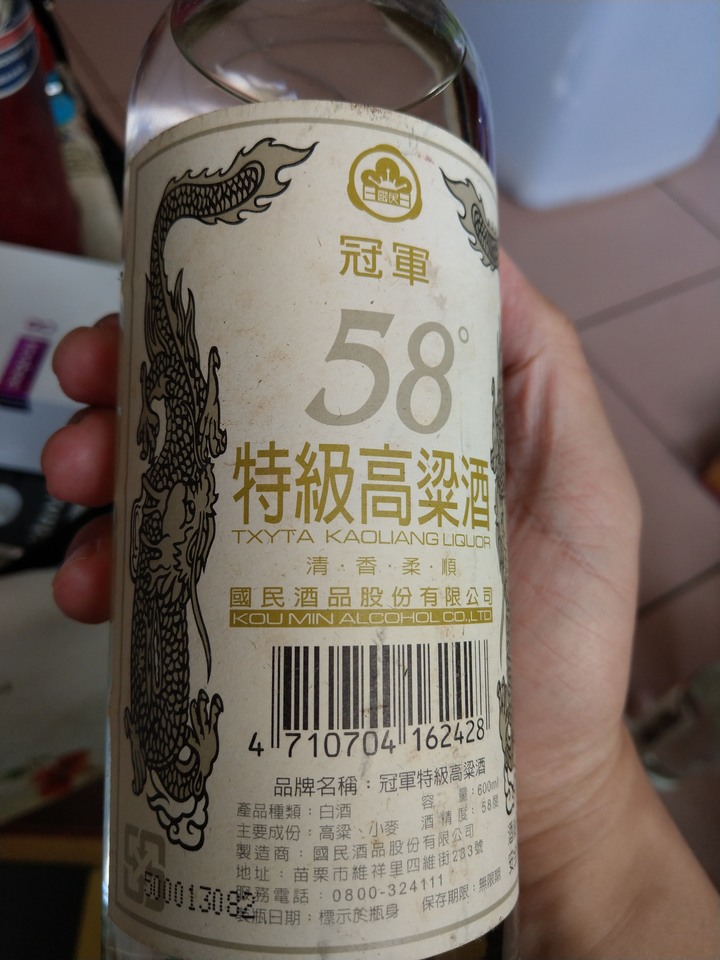 國民
冠軍
58°
特級高粱酒
TXYTA KAOLIANG LIQUOR
清·香·柔·順
國民酒品股份有限公司
KOU MIN ALCOHOL CO., LTD
4 710704 162428
品牌名稱：冠軍特級高粱酒
產品種類：白酒 容量：600ml
主要成份：高粱、小麥 酒精度：58度
製造商：國民酒品股份有限公司
地址：苗栗市維祥里四維街233號
服務電話：0800-324111
裝瓶日期：標示於瓶身 保存期限：無限期